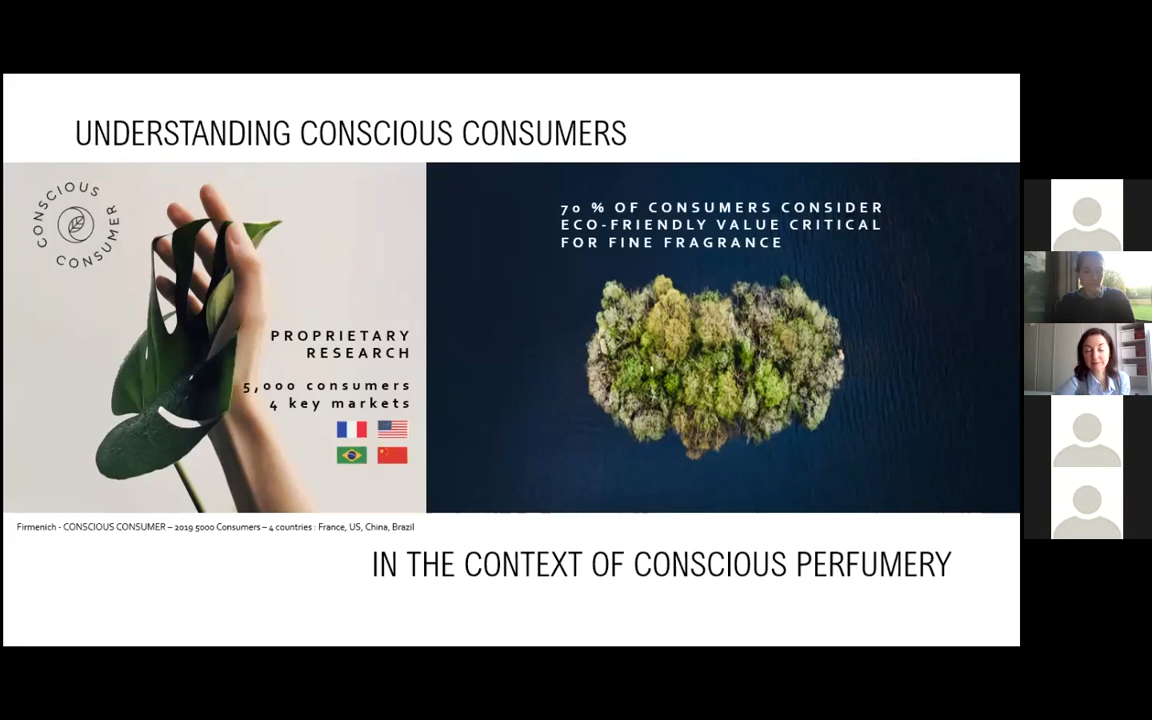 UNDERSTANDING CONSCIOUS CONSUMERS
CONSCIOUS
CONSUMER
70 % OF CONSUMERS CONSIDER
ECO-FRIENDLY VALUE CRITICAL
FOR FINE FRAGRANCE
PROPRIETARY
RESEARCH
5,000 consumers
4 key markets
Firmenich - CONSCIOUS CONSUMER – 2019 5000 Consumers – 4 countries : France, US, China, Brazil
IN THE CONTEXT OF CONSCIOUS PERFUMERY